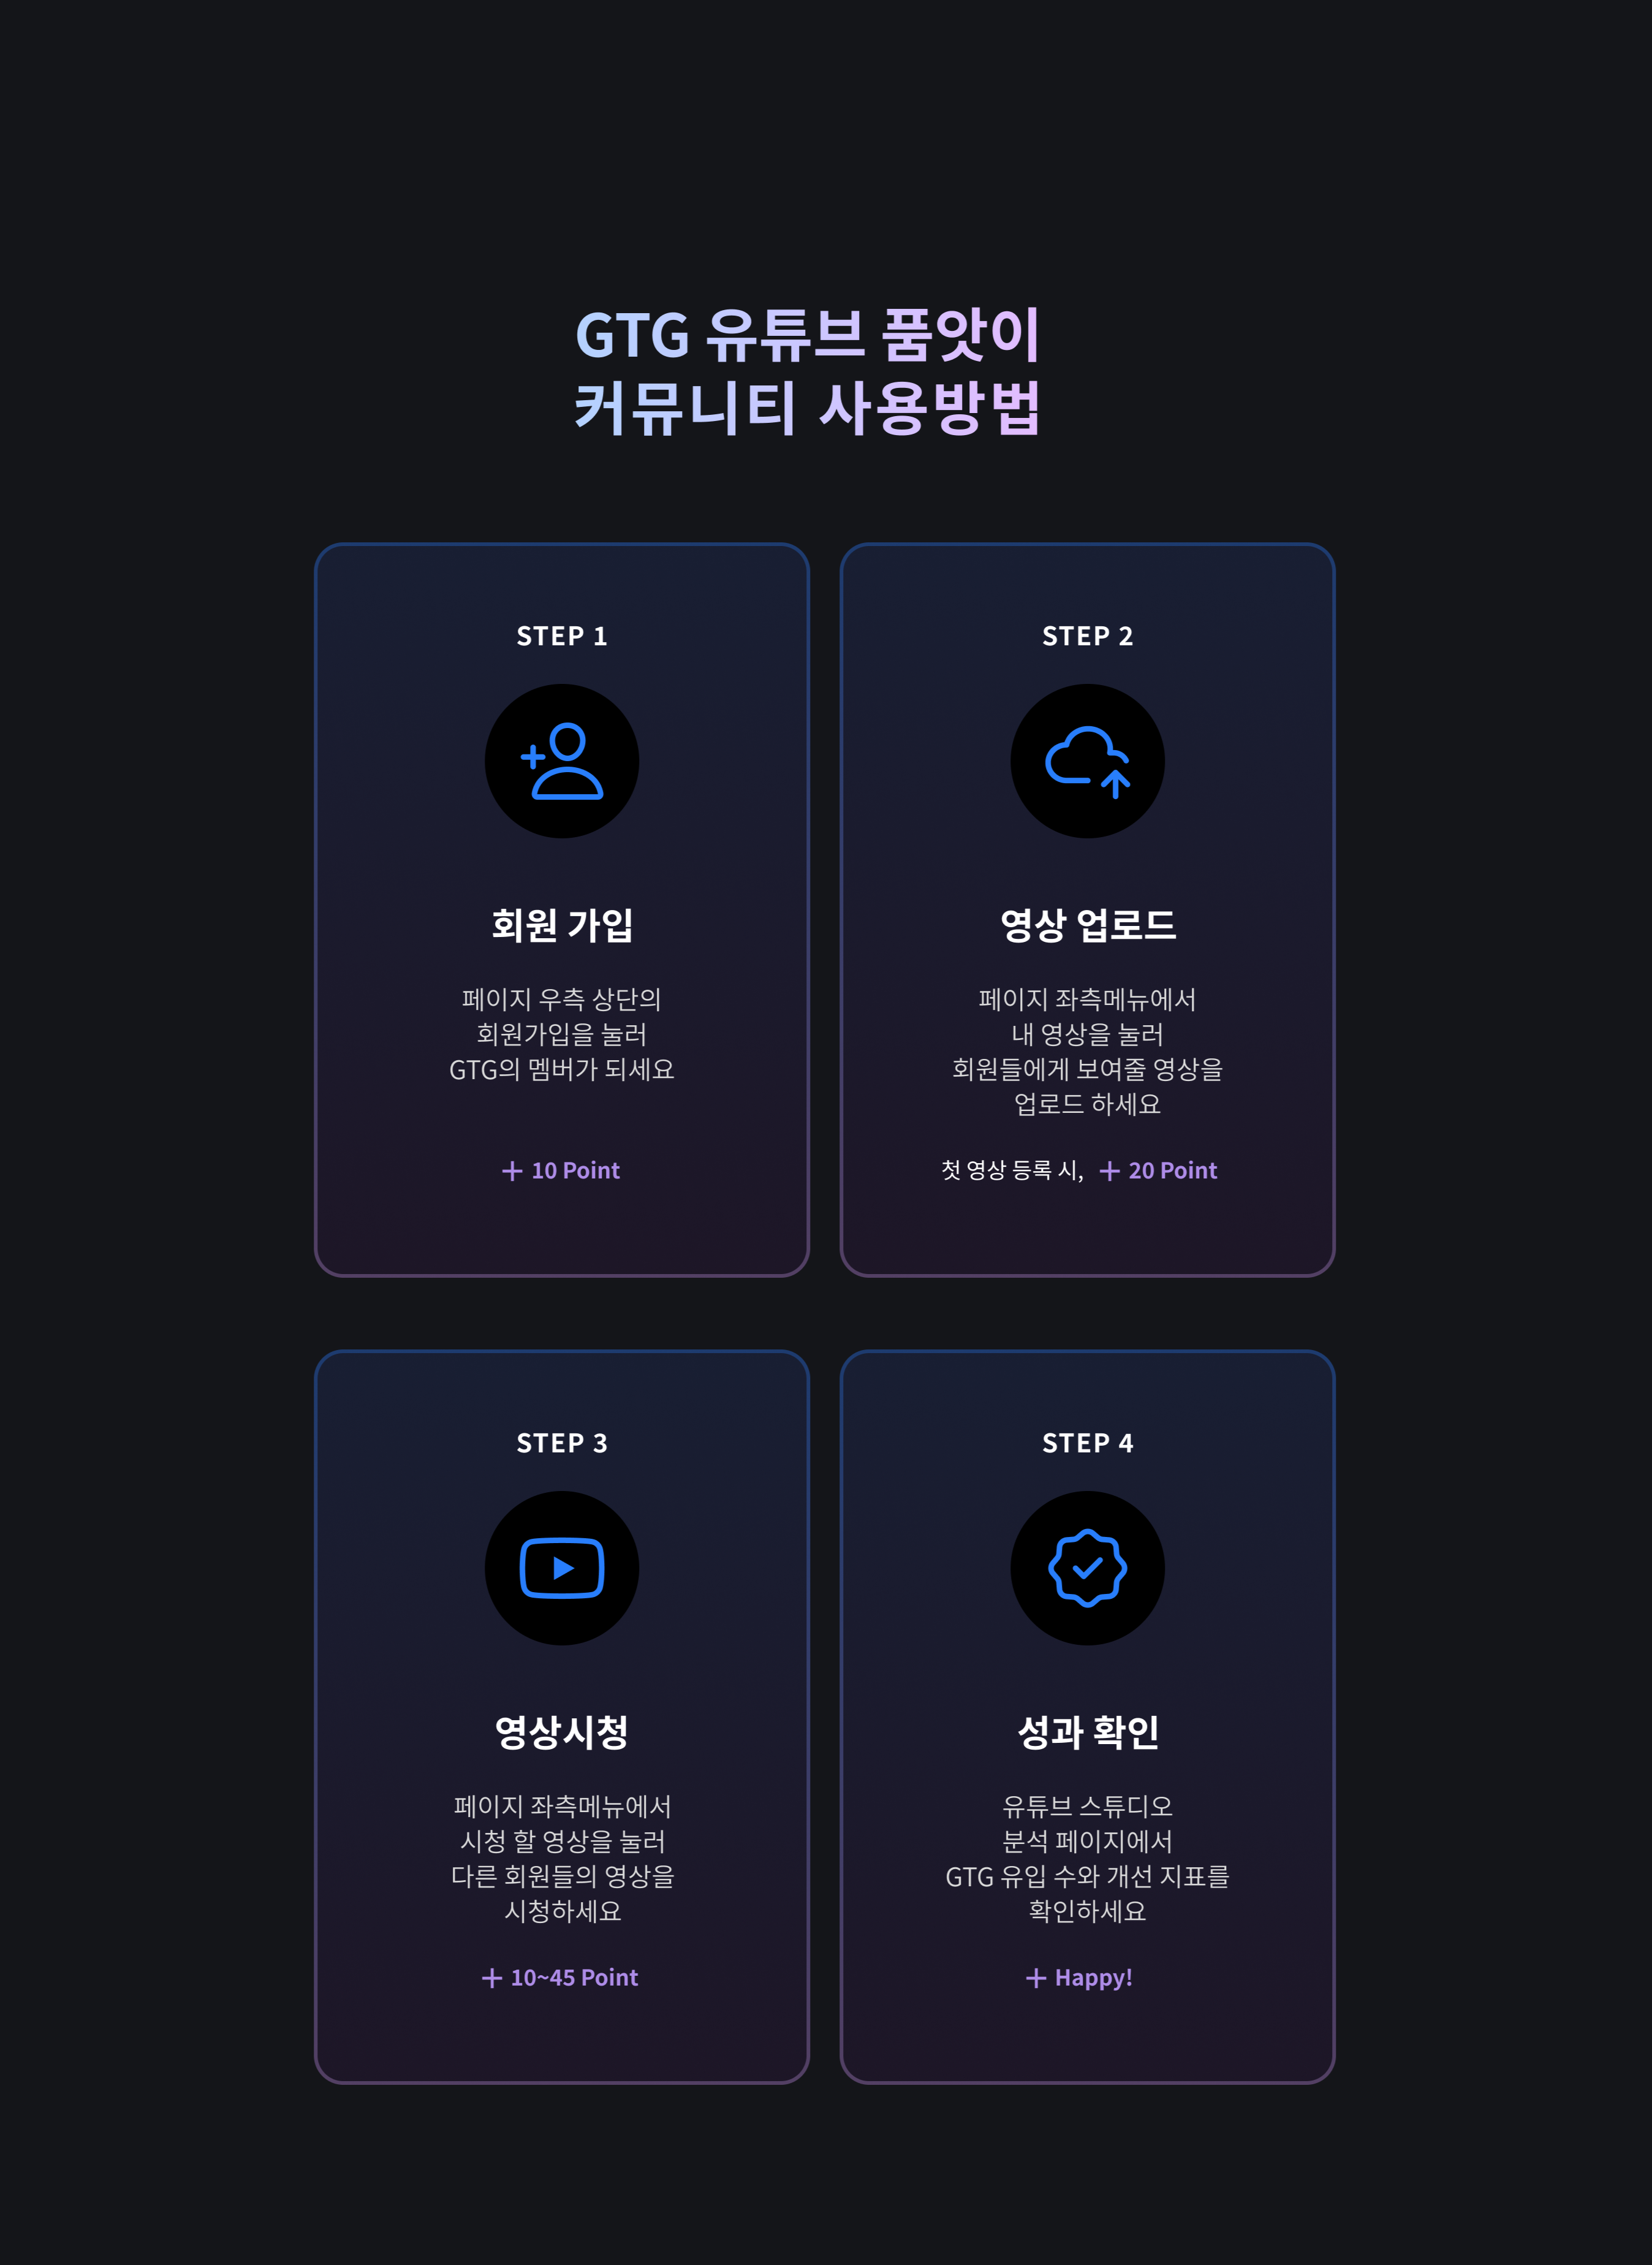 GTG 유튜브 품앗이
커뮤니티 사용방법
STEP 1
회원 가입
페이지 우측 상단의
회원가입을 눌러
GTG의 멤버가 되세요
+ 10 Point
STEP 2
영상 업로드
페이지 좌측메뉴에서
내 영상을 눌러
회원들에게 보여줄 영상을
업로드 하세요
첫 영상 등록 시, + 20 Point
STEP 3
영상시청
페이지 좌측메뉴에서
시청 할 영상을 눌러
다른 회원들의 영상을
시청하세요
+ 10~45 Point
STEP 4
성과 확인
유튜브 스튜디오
분석 페이지에서
GTG 유입 수와 개선 지표를
확인하세요
+ Happy!